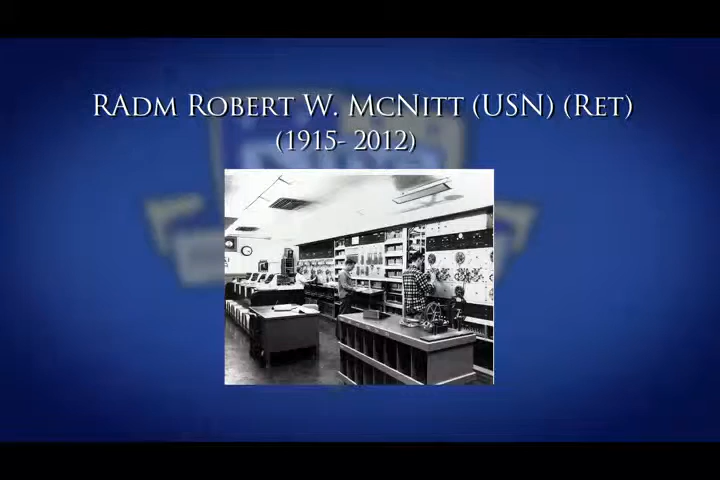 RADM ROBERT W. MCNITT (USN) (RET)
(1915- 2012)